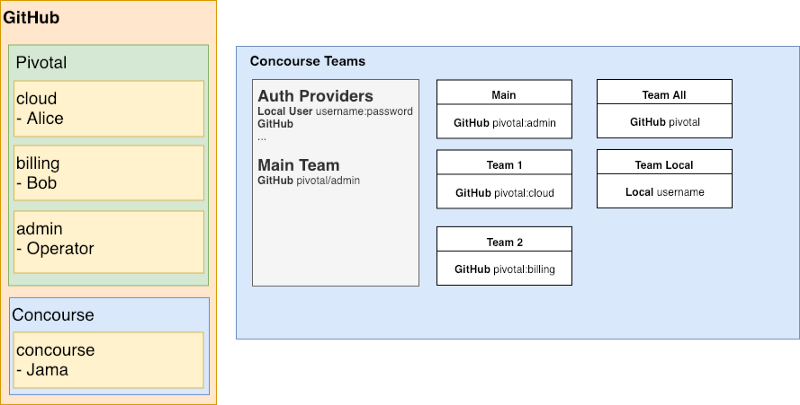 GitHub
Pivotal
cloud
- Alice
billing
- Bob
admin
- Operator
Concourse
concourse
- Jama
Concourse Teams
Auth Providers
Local User username:password
GitHub
...
Main Team
GitHub pivotal/admin
Main
GitHub pivotal:admin
Team 1
GitHub pivotal:cloud
Team 2
GitHub pivotal:billing
Team All
GitHub pivotal
Team Local
Local username